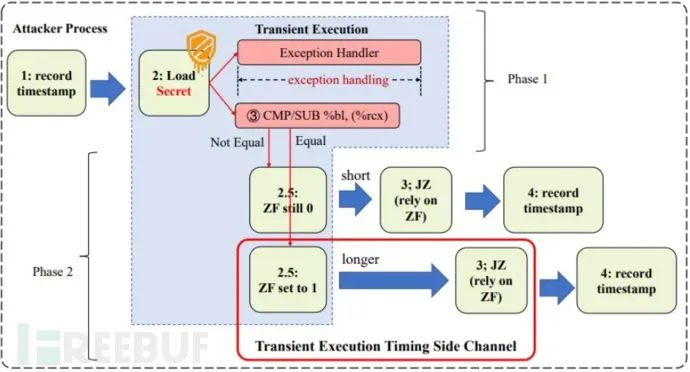 Attacker Process
Transient Execution
1: record
timestamp
2: Load
Secret
Exception Handler
exception handling
③ CMP/SUB %bl, (%rcx)
Phase 1
Not Equal
Equal
2.5:
ZF still 0
short
3; JZ
(rely on
ZF)
4: record
timestamp
Phase 2
2.5:
ZF set to 1
longer
3; JZ
(rely on
ZF)
4: record
timestamp
Transient Execution Timing Side Channel
FREEBUF